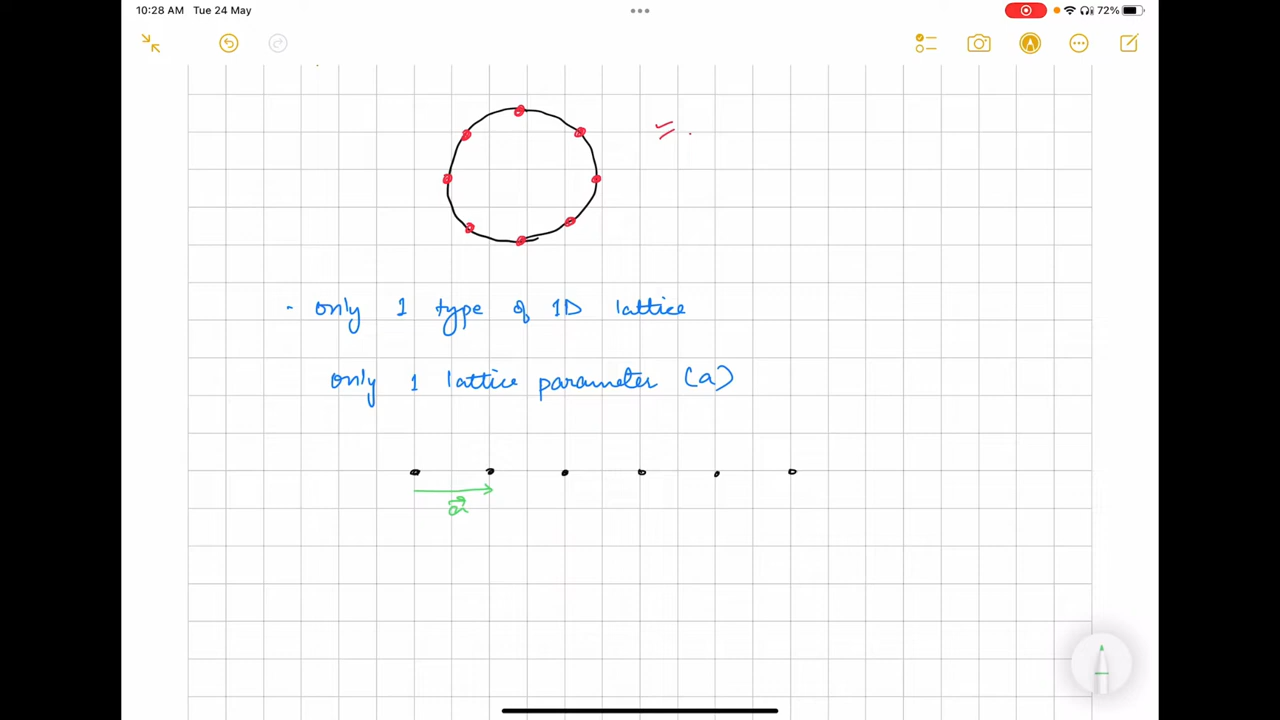 10:28 AM Tue 24 May
72%
- only 1 type of 1D lattice
only 1 lattice parameter (a)
a⃗